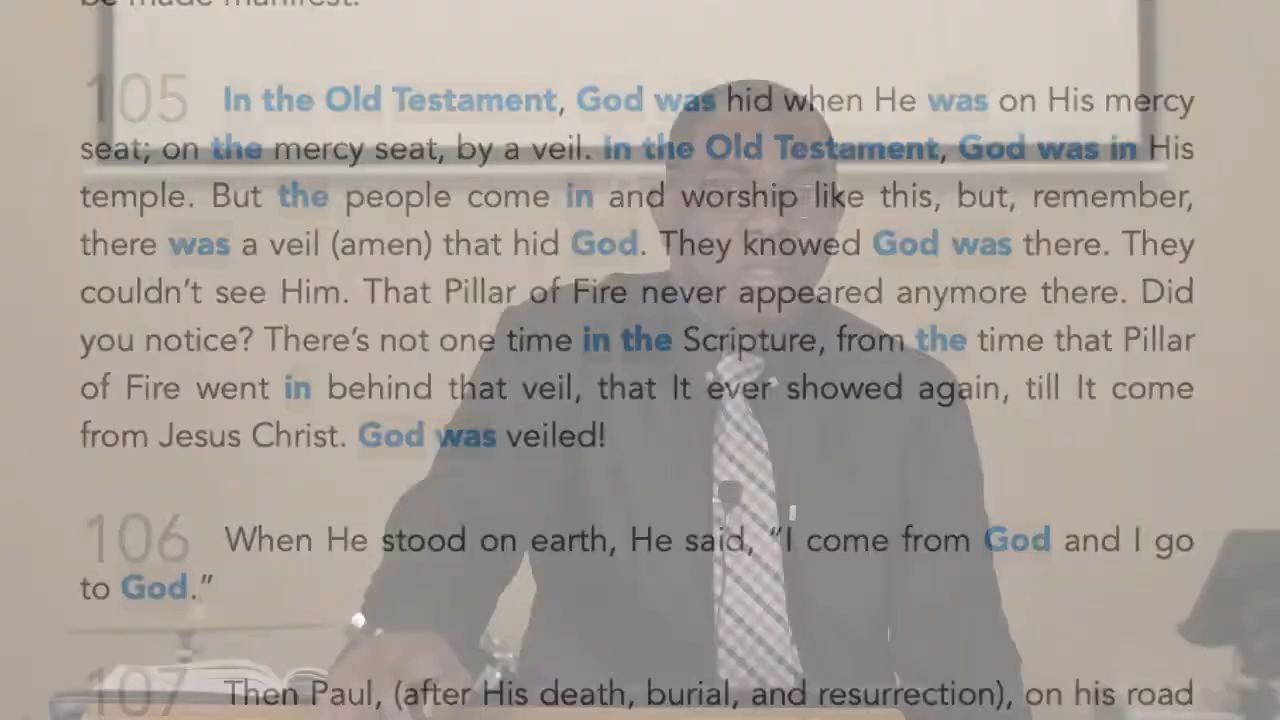 be made manifest.
105 In the Old Testament, God was hid when He was on His mercy
seat; on the mercy seat, by a veil. In the Old Testament, God was in His
temple. But the people come in and worship like this, but, remember,
there was a veil (amen) that hid God. They knowed God was there. They
couldn't see Him. That Pillar of Fire never appeared anymore there. Did
you notice? There's not one time in the Scripture, from the time that Pillar
of Fire went in behind that veil, that It ever showed again, till It come
from Jesus Christ. God was veiled!
106 When He stood on earth, He said, “I come from God and I go
to God.”
107 Then Paul, (after His death, burial, and resurrection), on his road